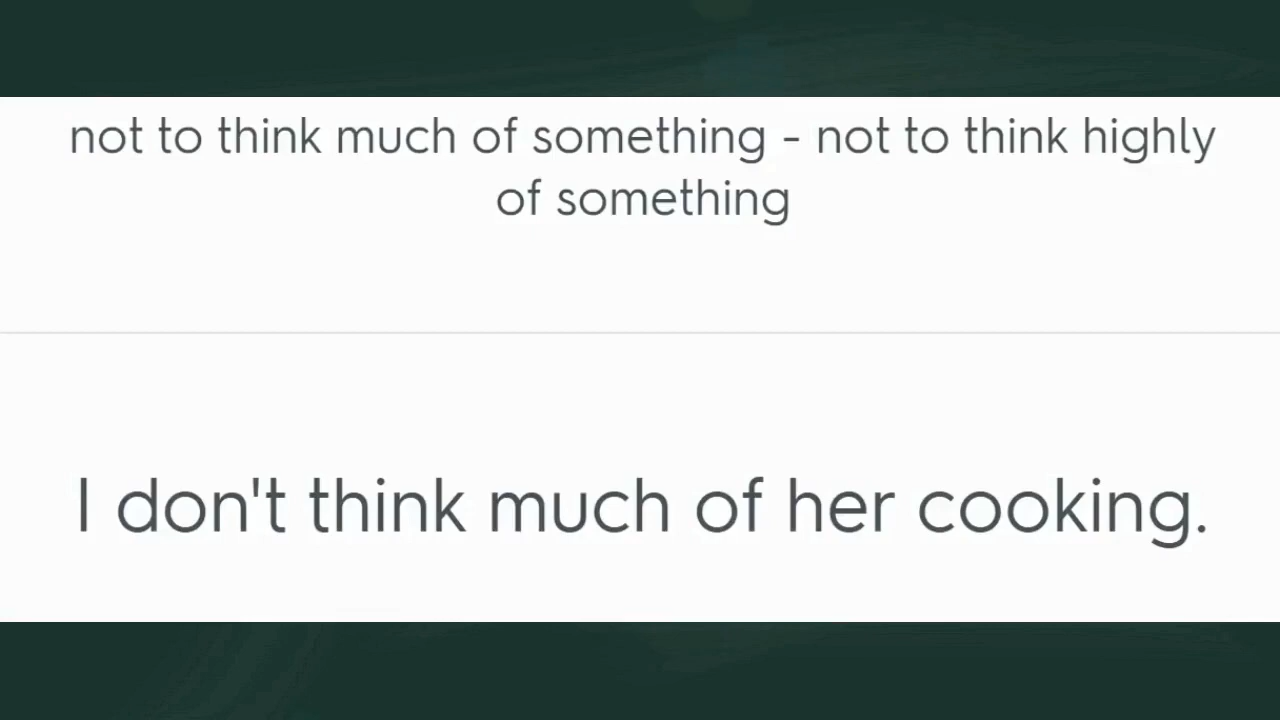 not to think much of something - not to think highly
of something
I don't think much of her cooking.